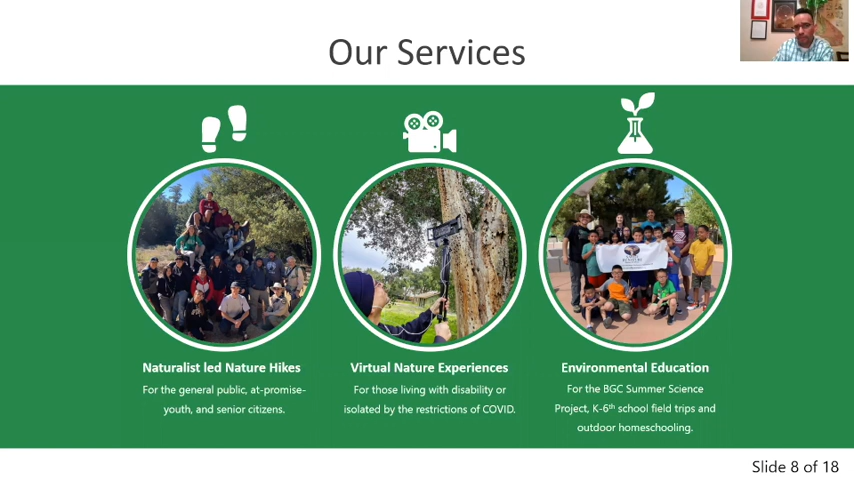 Our Services
Naturalist led Nature Hikes
For the general public, at-promise-
youth, and senior citizens.
Virtual Nature Experiences
For those living with disability or
isolated by the restrictions of COVID.
Environmental Education
For the BGC Summer Science
Project, K-6th school field trips and
outdoor homeschooling.
Slide 8 of 18